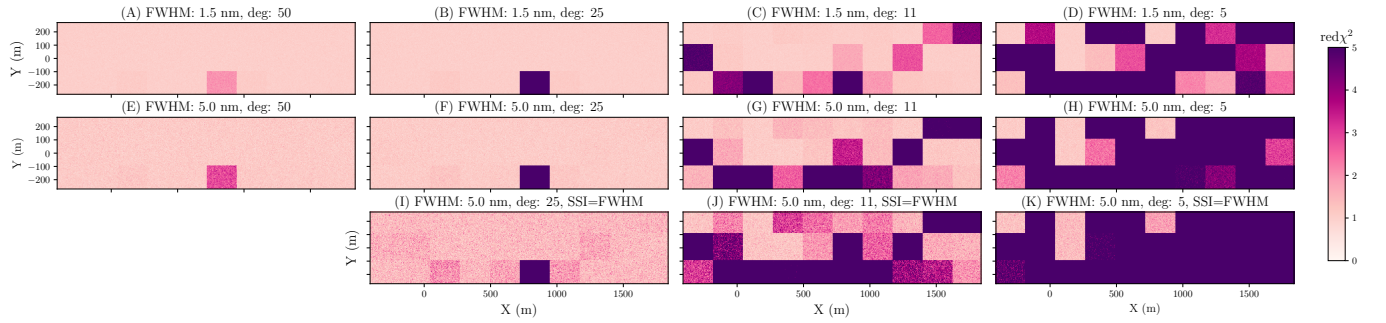 (A) FWHM: 1.5 nm, deg: 50
(B) FWHM: 1.5 nm, deg: 25
(C) FWHM: 1.5 nm, deg: 11
(D) FWHM: 1.5 nm, deg: 5
Y (m)
200
100
0
−100
−200
redχ²
5
4
3
2
1
0
(E) FWHM: 5.0 nm, deg: 50
(F) FWHM: 5.0 nm, deg: 25
(G) FWHM: 5.0 nm, deg: 11
(H) FWHM: 5.0 nm, deg: 5
Y (m)
200
100
0
−100
−200
(I) FWHM: 5.0 nm, deg: 25, SSI=FWHM
(J) FWHM: 5.0 nm, deg: 11, SSI=FWHM
(K) FWHM: 5.0 nm, deg: 5, SSI=FWHM
Y (m)
0 500 1000 1500
0 500 1000 1500
0 500 1000 1500
X (m)
X (m)
X (m)